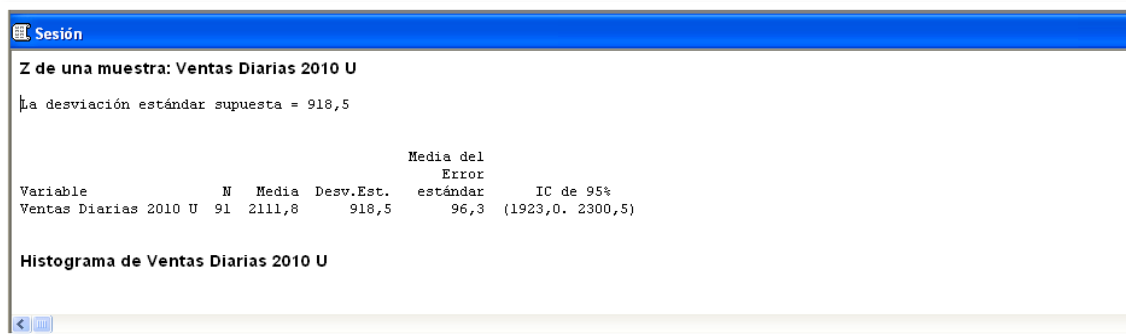 Sesión
Z de una muestra: Ventas Diarias 2010 U
La desviación estándar supuesta = 918,5
Media del
Error
Variable N Media Desv.Est. estándar IC de 95%
Ventas Diarias 2010 U 91 2111,8 918,5 96,3 (1923,0. 2300,5)
Histograma de Ventas Diarias 2010 U